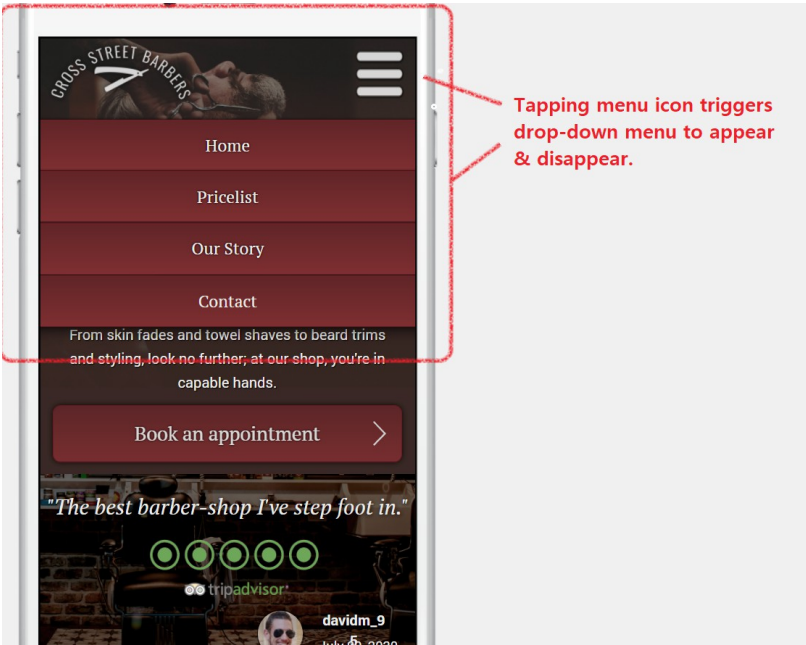 CROSS STREET BARBERS
Home
Tapping menu icon triggers
drop-down menu to appear
& disappear.
Pricelist
Our Story
Contact
From skin fades and towel shaves to beard trims
and styling, look no further; at our shop, you're in
capable hands.
Book an appointment
"The best barber-shop I've step foot in."
tripadvisor
davidm_9
5